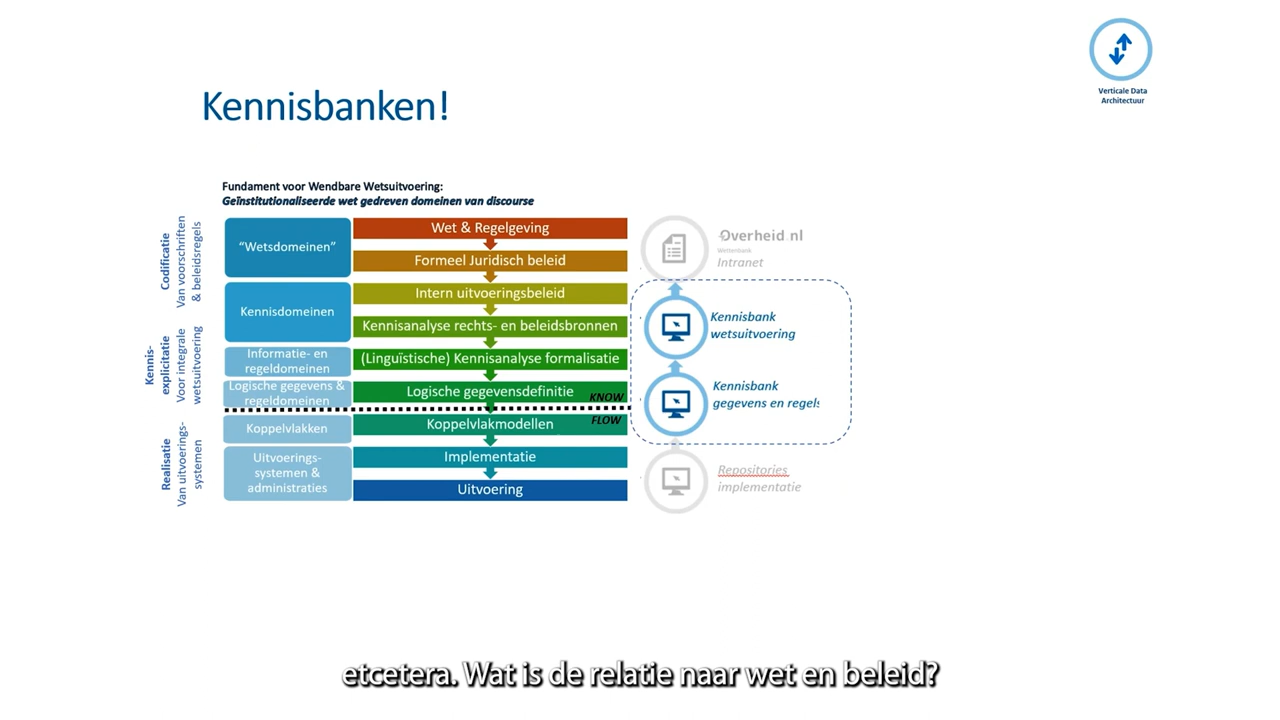 Verticale Data
Architectuur
Kennisbanken!
Fundament voor Wendbare Wetsuitvoering:
Geïnstitutionaliseerde wet gedreven domeinen van discourse
Codificatie
Van voorschriften
& beleidsregels
Kennis-
explicitatie
Voor integrale
wetsuitvoering
Realisatie
Van uitvoerings-
systemen
"Wetsdomeinen"
Kennisdomeinen
Informatie- en
regeldomeinen
Logische gegevens &
regeldomeinen
Koppelvlakken
Uitvoerings-
systemen &
administraties
Wet & Regelgeving
Formeel Juridisch beleid
Intern uitvoeringsbeleid
Kennisanalyse rechts- en beleidsbronnen
(Linguïstische) Kennisanalyse formalisatie
Logische gegevensdefinitie
KNOW
FLOW
Koppelvlakmodellen
Implementatie
Uitvoering
Overheid.nl
Wettenbank
Intranet
Kennisbank
wetsuitvoering
Kennisbank
gegevens en regels
Repositories
implementatie
etcetera. Wat is de relatie naar wet en beleid?